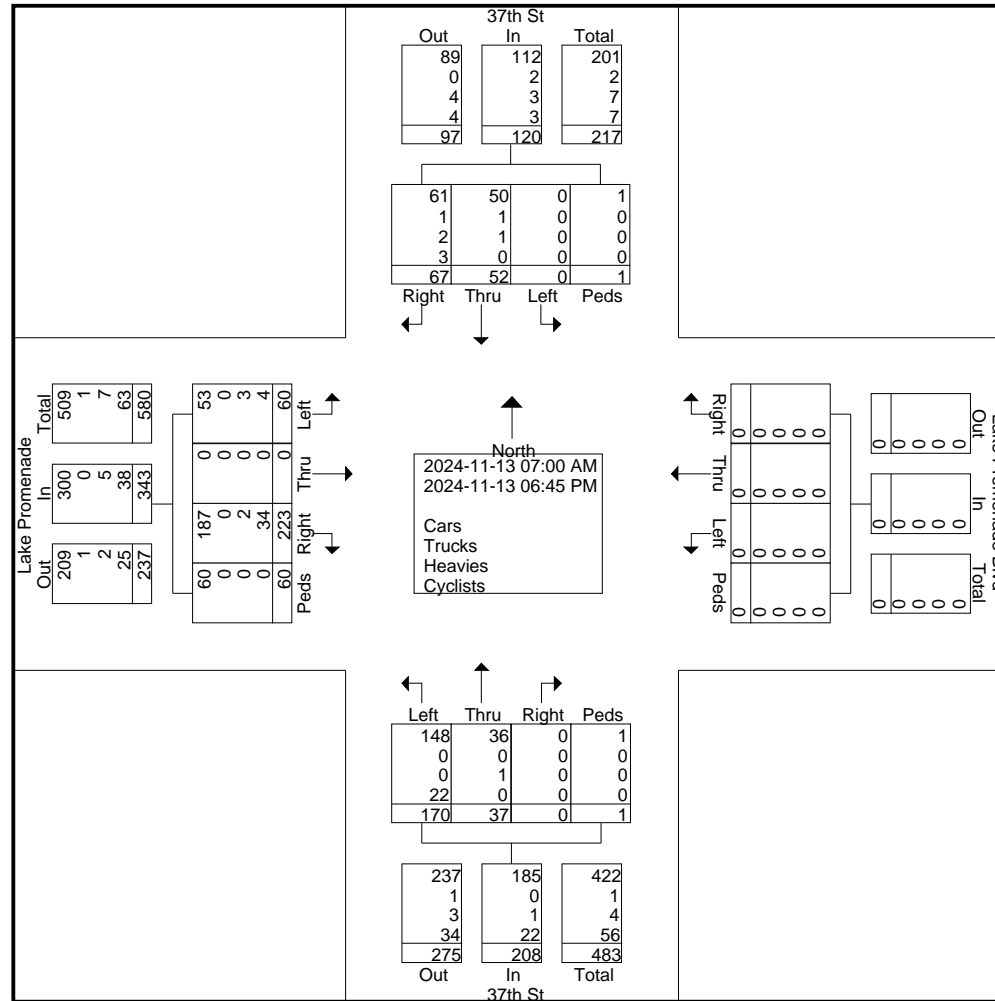 37th St
Out In Total
89 112 201
0 2 2
4 3 7
4 3 7
97 120 217
61 50 0 1
1 1 0 0
2 1 0 0
3 0 0 0
67 52 0 1
Right Thru Left Peds
Lake Promenade
Total
509 1 7 63 580
In
300 0 5 38 343
Out
209 1 2 25 237
53 0 3 4 60
Left
0 0 0 0 0
Thru
187 0 2 34 223
Right
60 0 0 0 60
Peds
North
2024-11-13 07:00 AM
2024-11-13 06:45 PM
Cars
Trucks
Heavies
Cyclists
Right
0 0 0 0 0
Thru
0 0 0 0 0
Left
0 0 0 0 0
Peds
0 0 0 0 0
Out
0 0 0 0 0
In
0 0 0 0 0
Total
0 0 0 0 0
Left Thru Right Peds
148 36 0 1
0 0 0 0
0 1 0 0
22 0 0 0
170 37 0 1
237 185 422
1 0 1
3 1 4
34 22 56
275 208 483
Out In Total
37th St